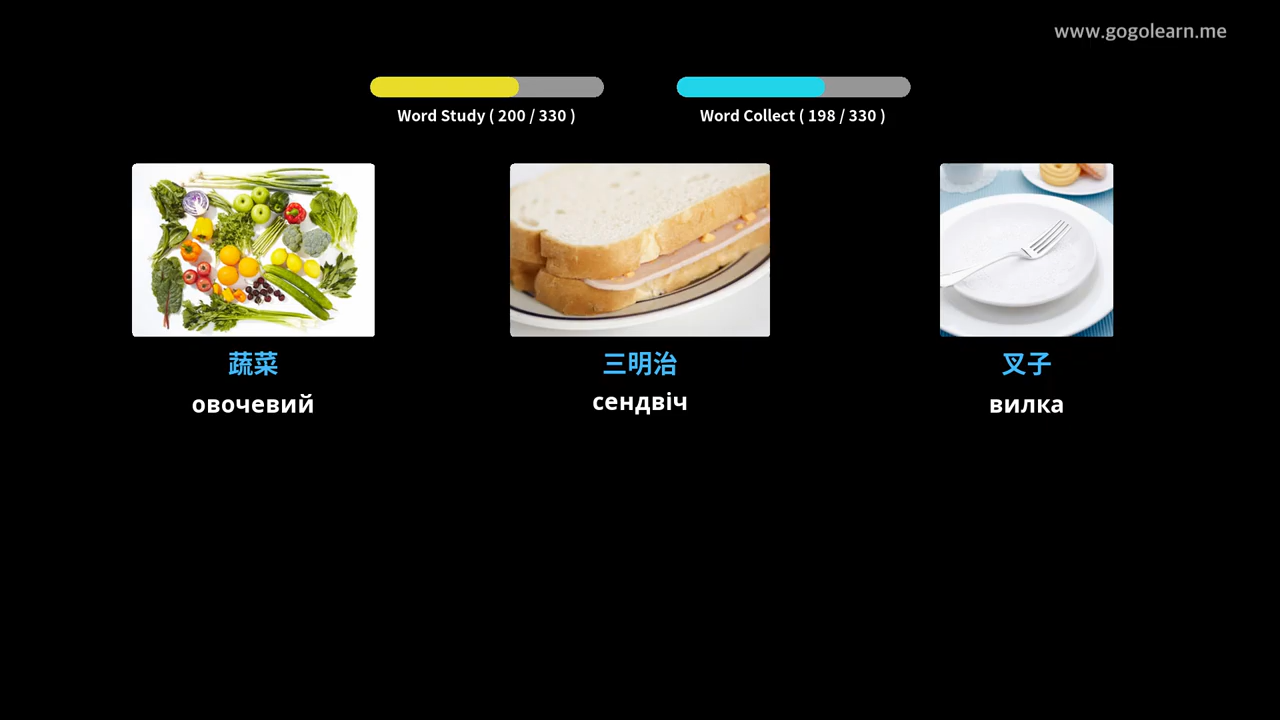 www.gogolearn.me
Word Study ( 200 / 330 )
Word Collect ( 198 / 330 )
蔬菜
三明治
叉子
овочевий
сендвіч
вилка